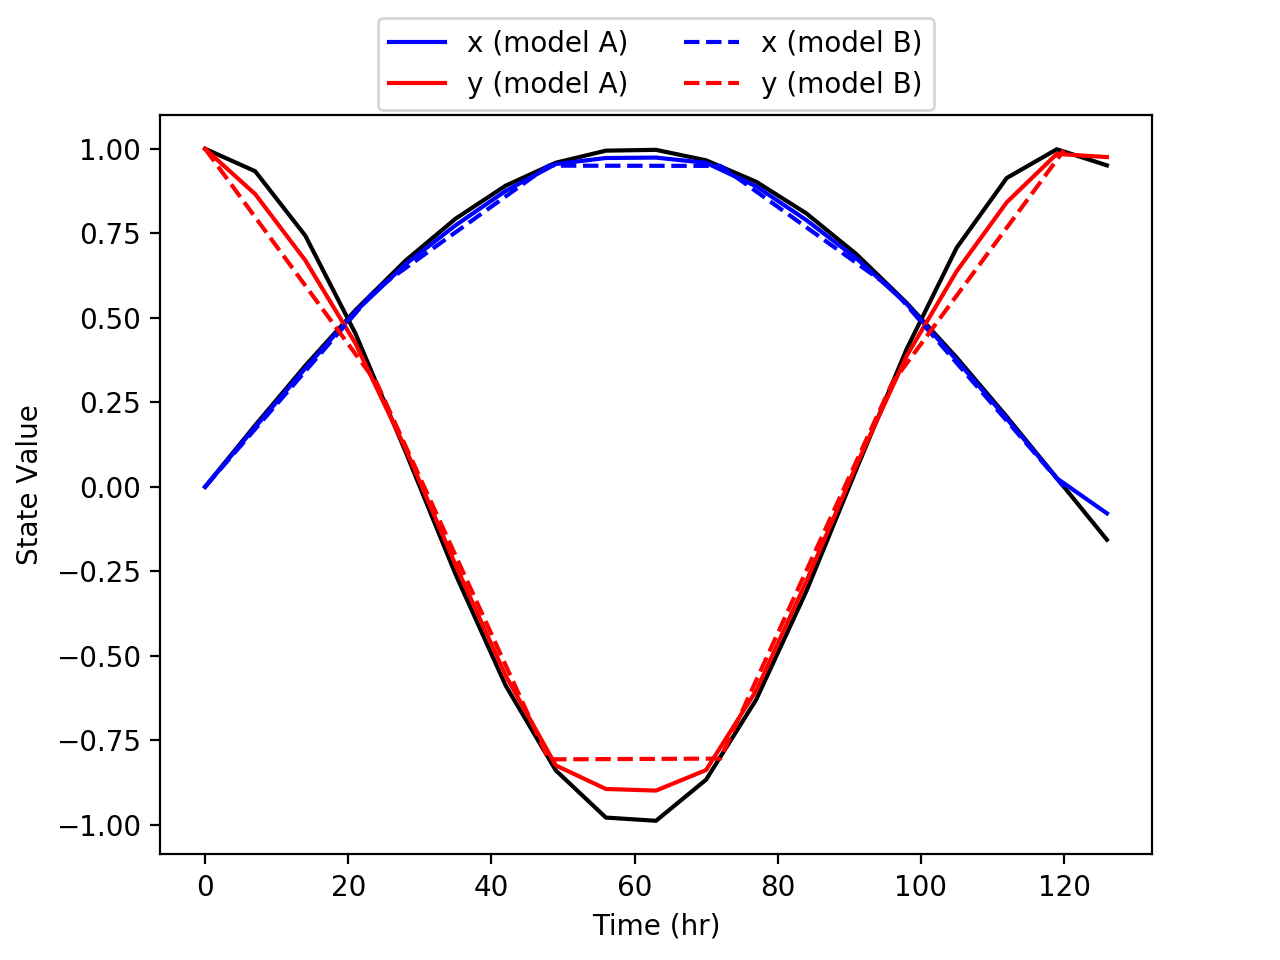 x (model A)
y (model A)
x (model B)
y (model B)
1.00
0.75
0.50
0.25
0.00
−0.25
−0.50
−0.75
−1.00
State Value
0 20 40 60 80 100 120
Time (hr)